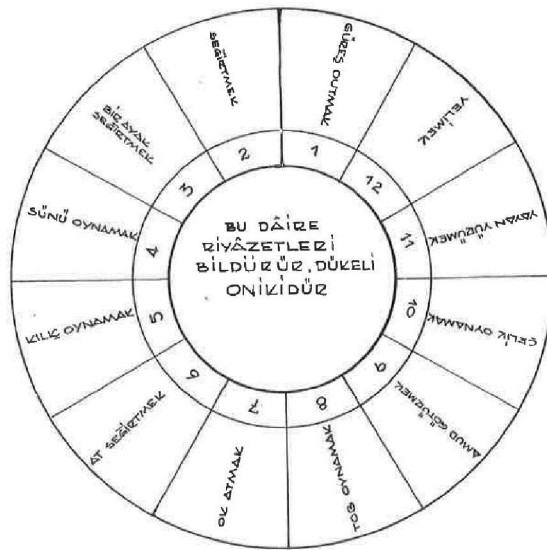 BU DÂİRE
RİYÂZETLERİ
BİLDÜRÜR, DÜKELİ
ONİKİDÜR
1
GÜREŞ DUTMAK
2
SEĞİRTMEK
3
BİR AYAK
SEĞİRTMEK
4
SÜNÜ OYNAMAK
5
KILIÇ OYNAMAK
6
AT SEĞİRTMEK
7
OK ATMAK
8
TOG OYNAMAK
9
AMUD GÖTÜRMEK
10
ÇELİK OYNAMAK
11
YAYAN YÜRÜMEK
12
YELİMEK